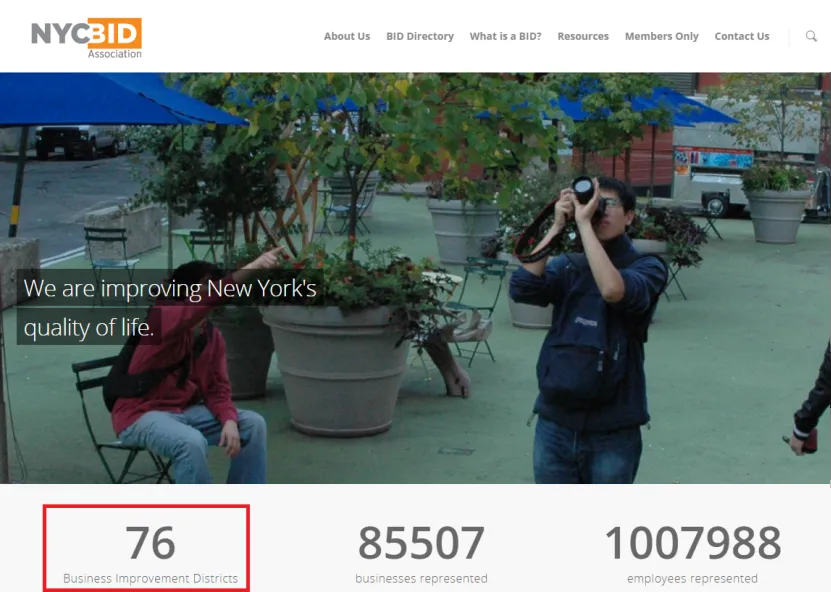 NYCBID
Association
About Us BID Directory What is a BID? Resources Members Only Contact Us
We are improving New York's
quality of life.
76 85507 1007988
Business Improvement Districts businesses represented employees represented